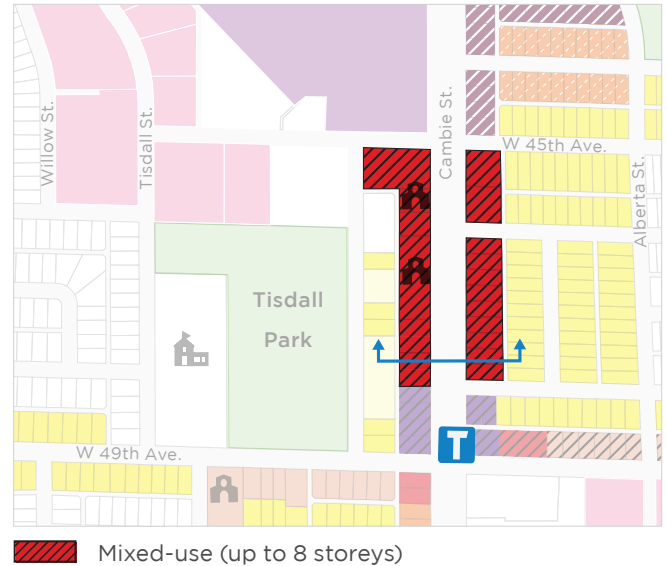 Willow St.
Tisdall St.
Cambie St.
W 45th Ave.
Alberta St.
Tisdall
Park
T
W 49th Ave.
Mixed-use (up to 8 storeys)